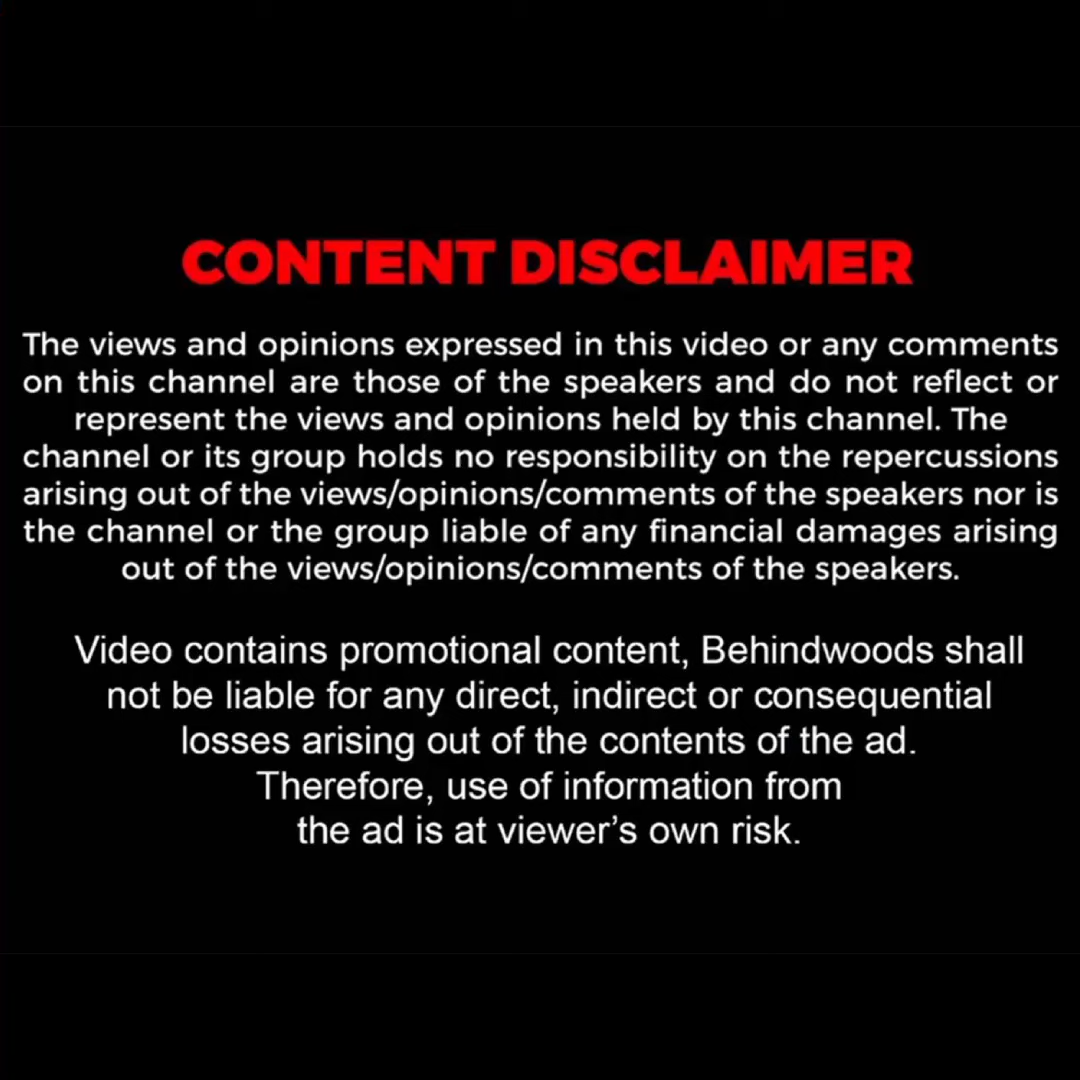 CONTENT DISCLAIMER
The views and opinions expressed in this video or any comments
on this channel are those of the speakers and do not reflect or
represent the views and opinions held by this channel. The
channel or its group holds no responsibility on the repercussions
arising out of the views/opinions/comments of the speakers nor is
the channel or the group liable of any financial damages arising
out of the views/opinions/comments of the speakers.
Video contains promotional content, Behindwoods shall
not be liable for any direct, indirect or consequential
losses arising out of the contents of the ad.
Therefore, use of information from
the ad is at viewer’s own risk.